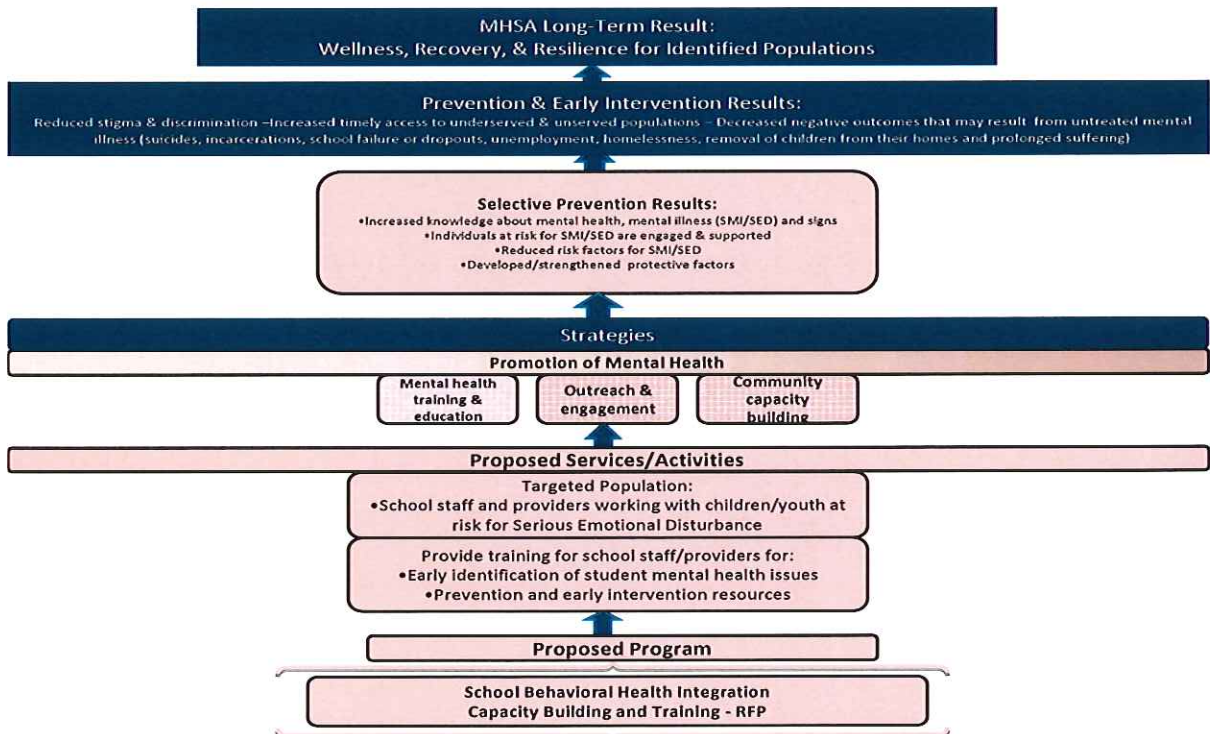 MHSA Long-Term Result:
Wellness, Recovery, & Resilience for Identified Populations
Prevention & Early Intervention Results:
Reduced stigma & discrimination –Increased timely access to underserved & unserved populations – Decreased negative outcomes that may result from untreated mental
illness (suicides, incarcerations, school failure or dropouts, unemployment, homelessness, removal of children from their homes and prolonged suffering)
Selective Prevention Results:
•Increased knowledge about mental health, mental illness (SMI/SED) and signs
•Individuals at risk for SMI/SED are engaged & supported
•Reduced risk factors for SMI/SED
•Developed/strengthened protective factors
Strategies
Promotion of Mental Health
Mental health
training &
education
Outreach &
engagement
Community
capacity
building
Proposed Services/Activities
Targeted Population:
•School staff and providers working with children/youth at
risk for Serious Emotional Disturbance
Provide training for school staff/providers for:
•Early identification of student mental health issues
•Prevention and early intervention resources
Proposed Program
School Behavioral Health Integration
Capacity Building and Training - RFP